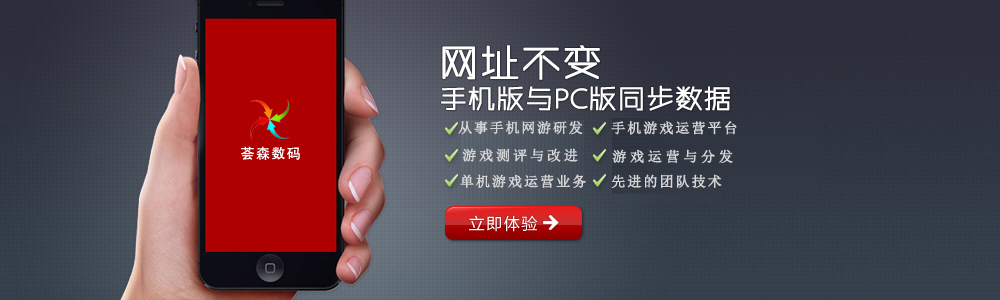 荟森数码
网址不变
手机版与PC版同步数据
从事手机网游研发
手机游戏运营平台
游戏测评与改进
游戏运营与分发
单机游戏运营业务
先进的团队技术
立即体验